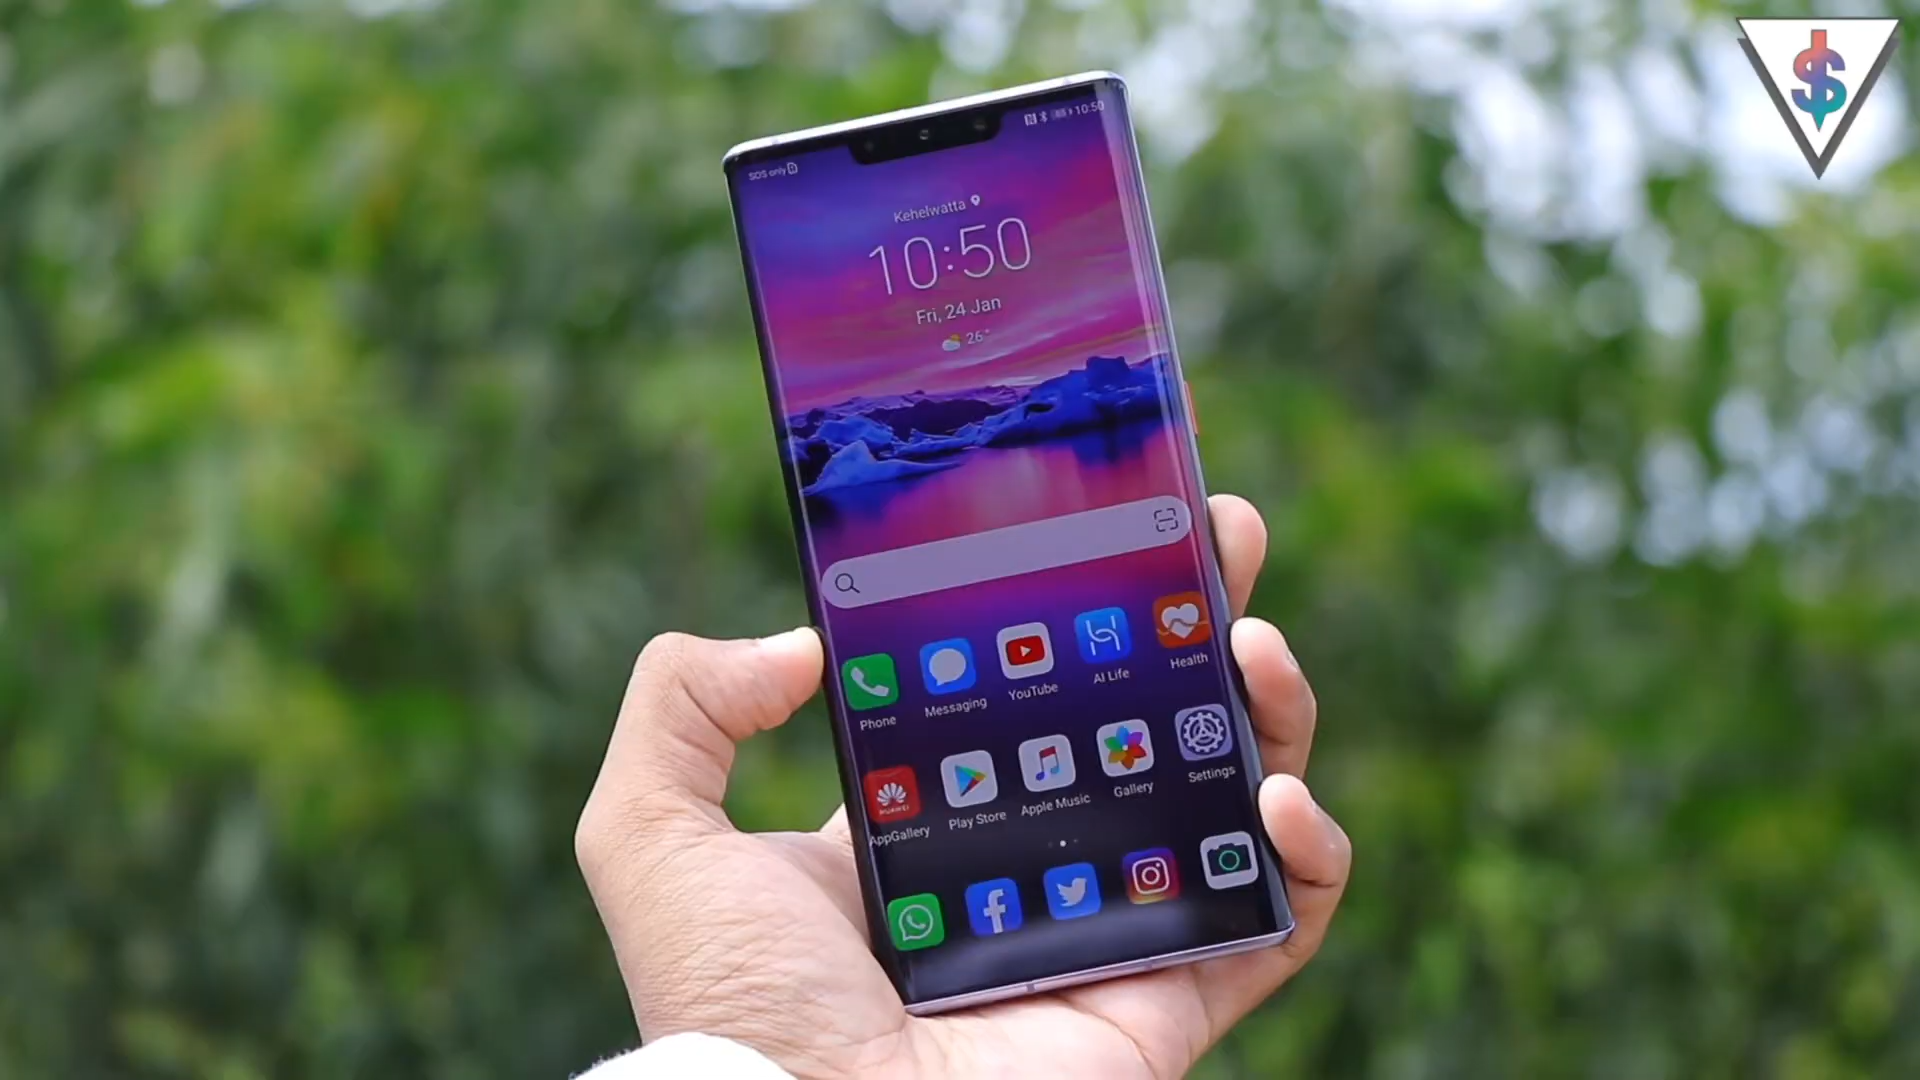 SOS only
10:50
Kehelwatta
10:50
Fri, 24 Jan
26°
Phone
Messaging
YouTube
AI Life
Health
HUAWEI
AppGallery
Play Store
Apple Music
Gallery
Settings
$